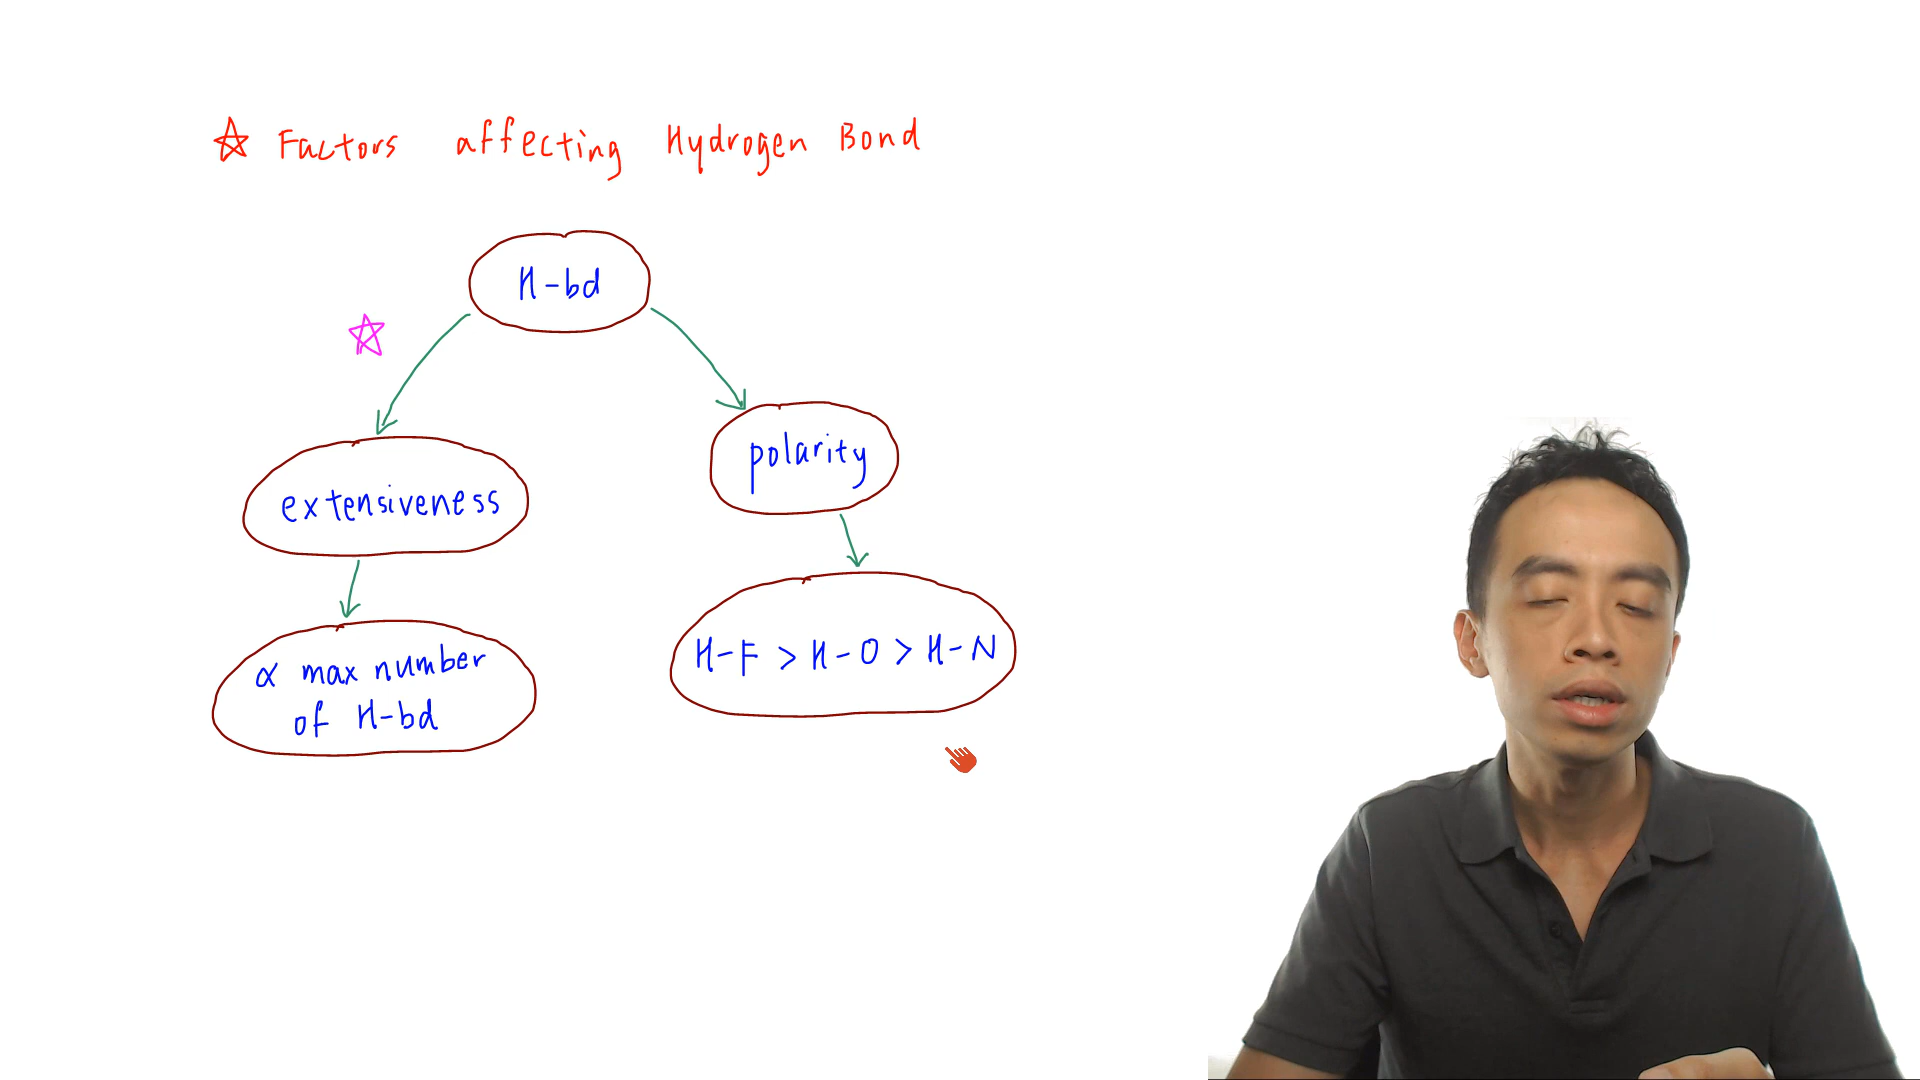 ☆ Factors affecting Hydrogen Bond
H-bd
☆
extensiveness
polarity
∝ max number
of H-bd
H-F > H-O > H-N